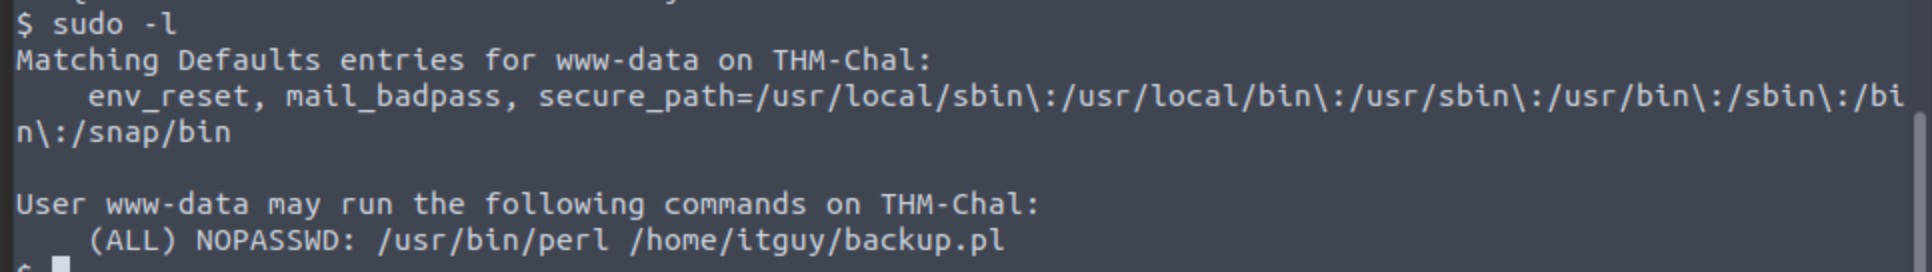 $ sudo -l
Matching Defaults entries for www-data on THM-Chal:
    env_reset, mail_badpass, secure_path=/usr/local/sbin\:/usr/local/bin\:/usr/sbin\:/usr/bin\:/sbin\:/bi
n\:/snap/bin

User www-data may run the following commands on THM-Chal:
    (ALL) NOPASSWD: /usr/bin/perl /home/itguy/backup.pl
$